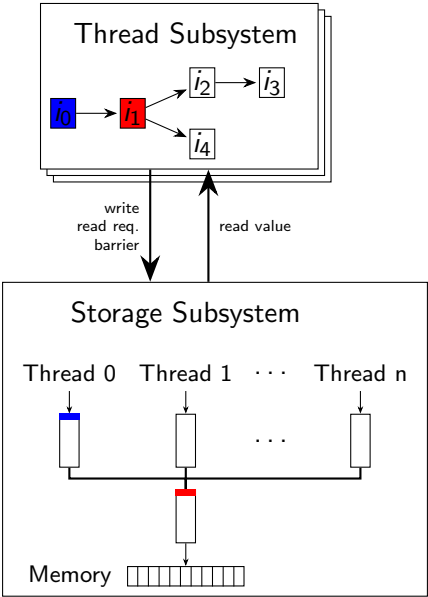 Thread Subsystem
i₂ i₃
i₀ i₁
i₄
write
read req.
barrier
read value
Storage Subsystem
Thread 0 Thread 1 · · · Thread n
· · ·
Memory